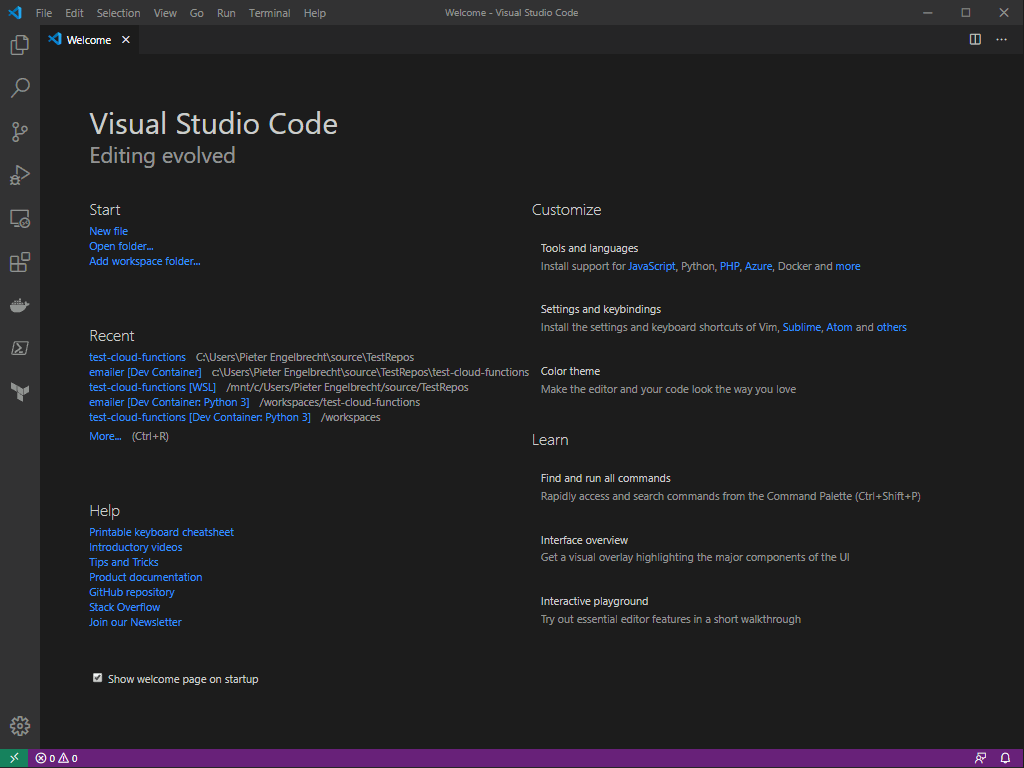 File Edit Selection View Go Run Terminal Help Welcome - Visual Studio Code
Welcome
Visual Studio Code
Editing evolved
Start
New file
Open folder...
Add workspace folder...
Recent
test-cloud-functions C:\Users\Pieter Engelbrecht\source\TestRepos
emailer [Dev Container] c:\Users\Pieter Engelbrecht\source\TestRepos\test-cloud-functions
test-cloud-functions [WSL] /mnt/c/Users/Pieter Engelbrecht/source/TestRepos
emailer [Dev Container: Python 3] /workspaces/test-cloud-functions
test-cloud-functions [Dev Container: Python 3] /workspaces
More... (Ctrl+R)
Help
Printable keyboard cheatsheet
Introductory videos
Tips and Tricks
Product documentation
GitHub repository
Stack Overflow
Join our Newsletter
Show welcome page on startup
Customize
Tools and languages
Install support for JavaScript, Python, PHP, Azure, Docker and more
Settings and keybindings
Install the settings and keyboard shortcuts of Vim, Sublime, Atom and others
Color theme
Make the editor and your code look the way you love
Learn
Find and run all commands
Rapidly access and search commands from the Command Palette (Ctrl+Shift+P)
Interface overview
Get a visual overlay highlighting the major components of the UI
Interactive playground
Try out essential editor features in a short walkthrough
0 0